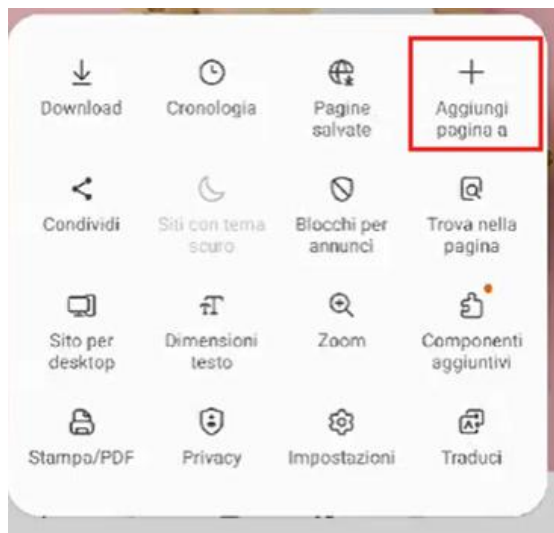 Download
Cronologia
Pagine
salvate
Aggiungi
pagina a
Condividi
Siti con tema
scuro
Blocchi per
annunci
Trova nella
pagina
Sito per
desktop
Dimensioni
testo
Zoom
Componenti
aggiuntivi
Stampa/PDF
Privacy
Impostazioni
Traduci